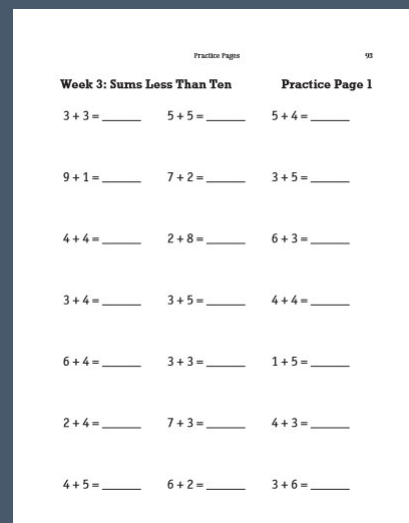 Practice Pages 93
Week 3: Sums Less Than Ten Practice Page 1
3 + 3 = ______ 5 + 5 = ______ 5 + 4 = ______
9 + 1 = ______ 7 + 2 = ______ 3 + 5 = ______
4 + 4 = ______ 2 + 8 = ______ 6 + 3 = ______
3 + 4 = ______ 3 + 5 = ______ 4 + 4 = ______
6 + 4 = ______ 3 + 3 = ______ 1 + 5 = ______
2 + 4 = ______ 7 + 3 = ______ 4 + 3 = ______
4 + 5 = ______ 6 + 2 = ______ 3 + 6 = ______